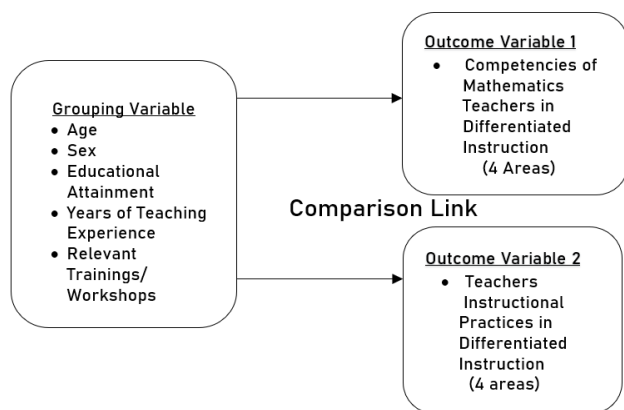 Grouping Variable
• Age
• Sex
• Educational
Attainment
• Years of Teaching
Experience
• Relevant
Trainings/
Workshops
Outcome Variable 1
• Competencies of
Mathematics
Teachers in
Differentiated
Instruction
(4 Areas)
Comparison Link
Outcome Variable 2
• Teachers
Instructional
Practices in
Differentiated
Instruction
(4 areas)